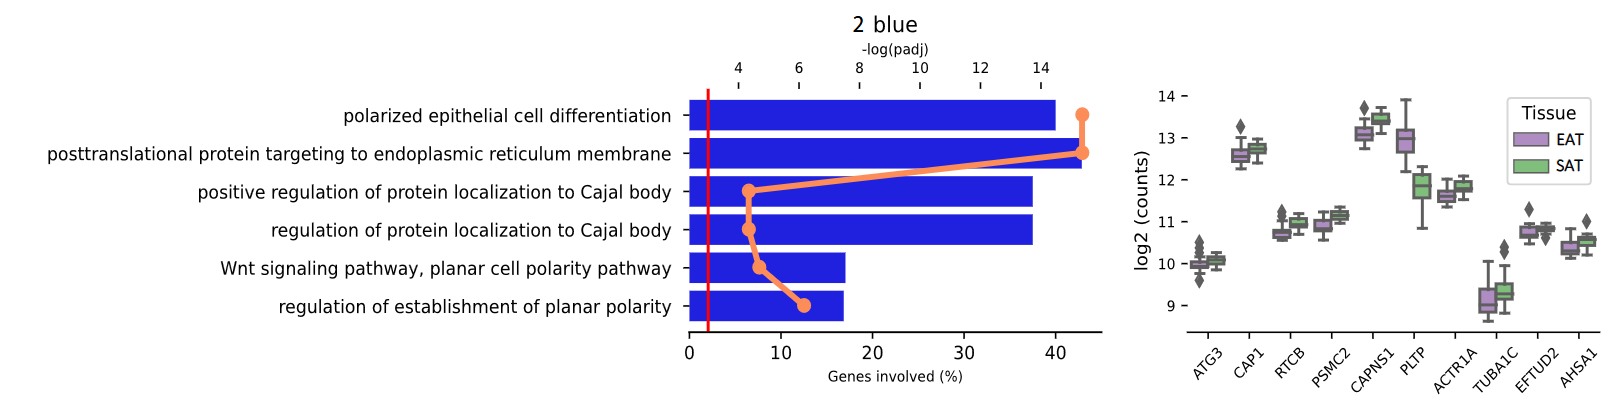 2 blue
-log(padj)
4 6 8 10 12 14
polarized epithelial cell differentiation
posttranslational protein targeting to endoplasmic reticulum membrane
positive regulation of protein localization to Cajal body
regulation of protein localization to Cajal body
Wnt signaling pathway, planar cell polarity pathway
regulation of establishment of planar polarity
0 10 20 30 40
Genes involved (%)
log2 (counts)
14
13
12
11
10
9
Tissue
EAT
SAT
ATG3 CAP1 RTCB PSMC2 CAPNS1 PLTP ACTR1A TUBA1C EFTUD2 AHSA1